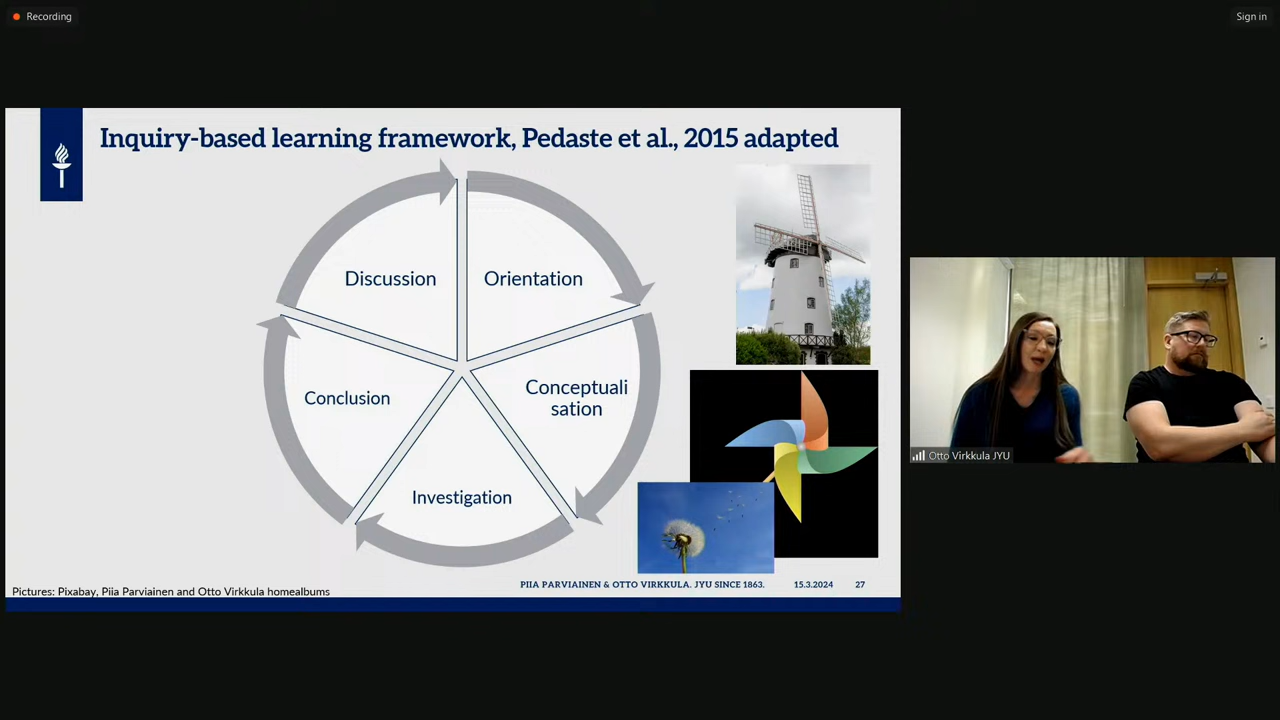 Recording
Sign in
Inquiry-based learning framework, Pedaste et al., 2015 adapted
Discussion
Orientation
Conceptuali
sation
Conclusion
Investigation
Otto Virkkula JYU
PIIA PARVIAINEN & OTTO VIRKKULA. JYU SINCE 1863.
15.3.2024
27
Pictures: Pixabay, Piia Parviainen and Otto Virkkula homealbums